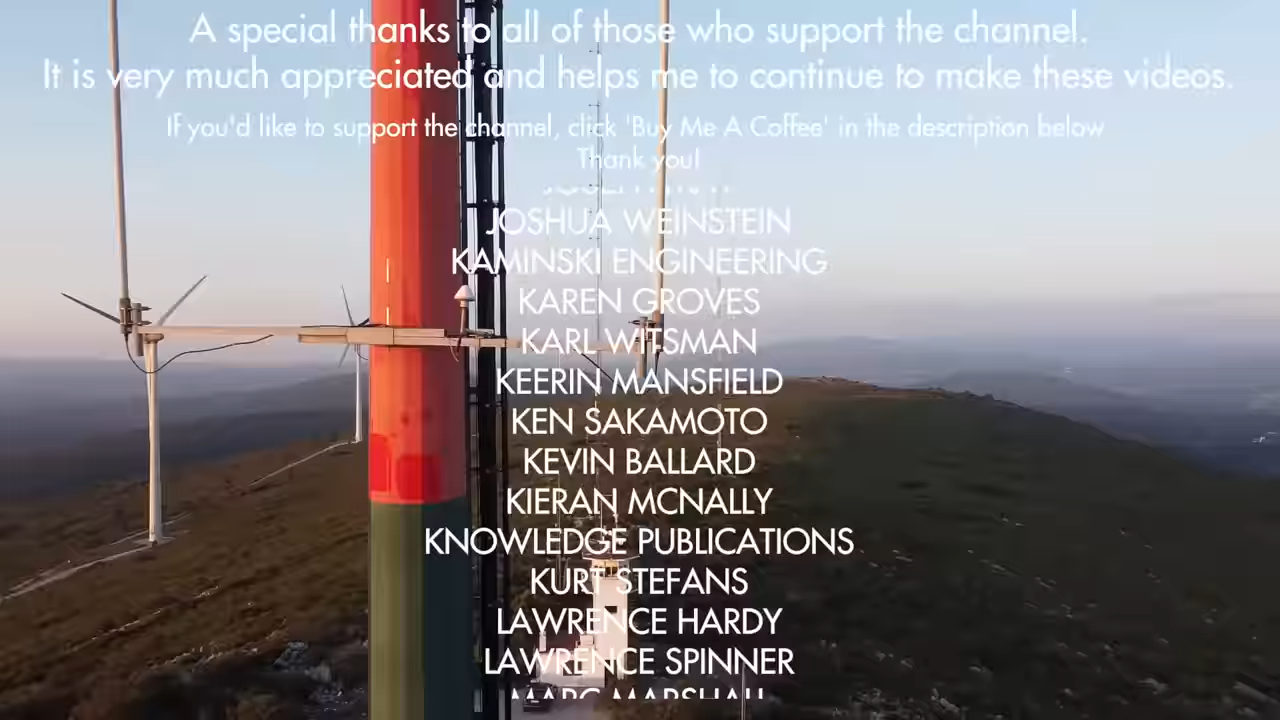 A special thanks to all of those who support the channel.
It is very much appreciated and helps me to continue to make these videos.
If you'd like to support the channel, click 'Buy Me A Coffee' in the description below
Thank you!
JOSHUA WEINSTEIN
KAMINSKI ENGINEERING
KAREN GROVES
KARL WITSMAN
KEERIN MANSFIELD
KEN SAKAMOTO
KEVIN BALLARD
KIERAN MCNALLY
KNOWLEDGE PUBLICATIONS
KURT STEFANS
LAWRENCE HARDY
LAWRENCE SPINNER
MARC MARSHALL